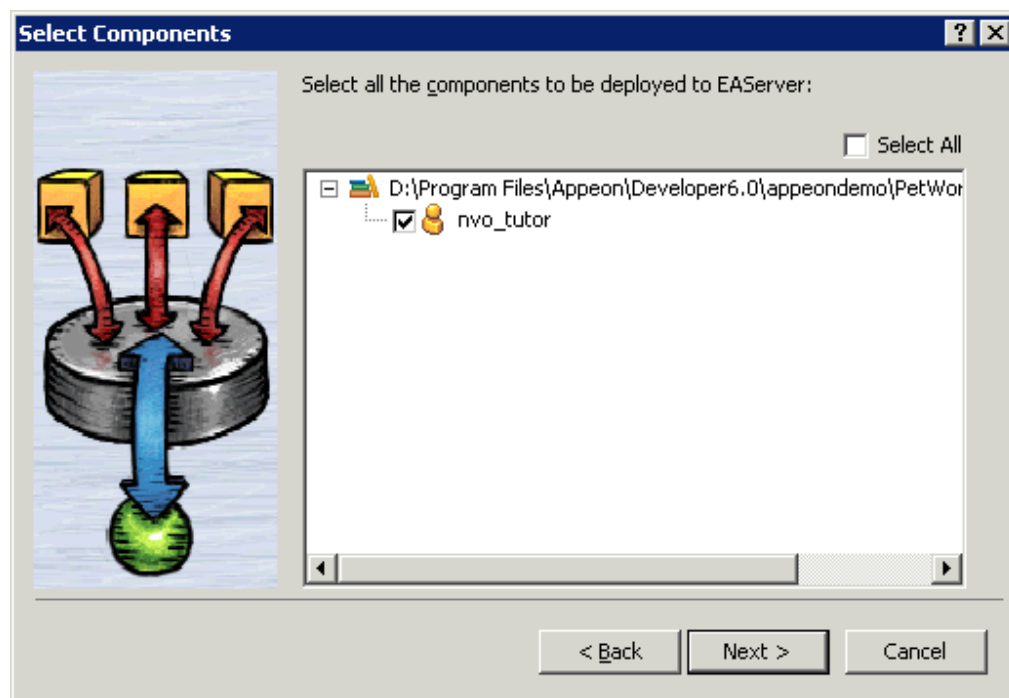 Select Components
Select all the components to be deployed to EAServer:
Select All
D:\Program Files\Appeon\Developer6.0\appeondemo\PetWor
nvo_tutor
< Back
Next >
Cancel